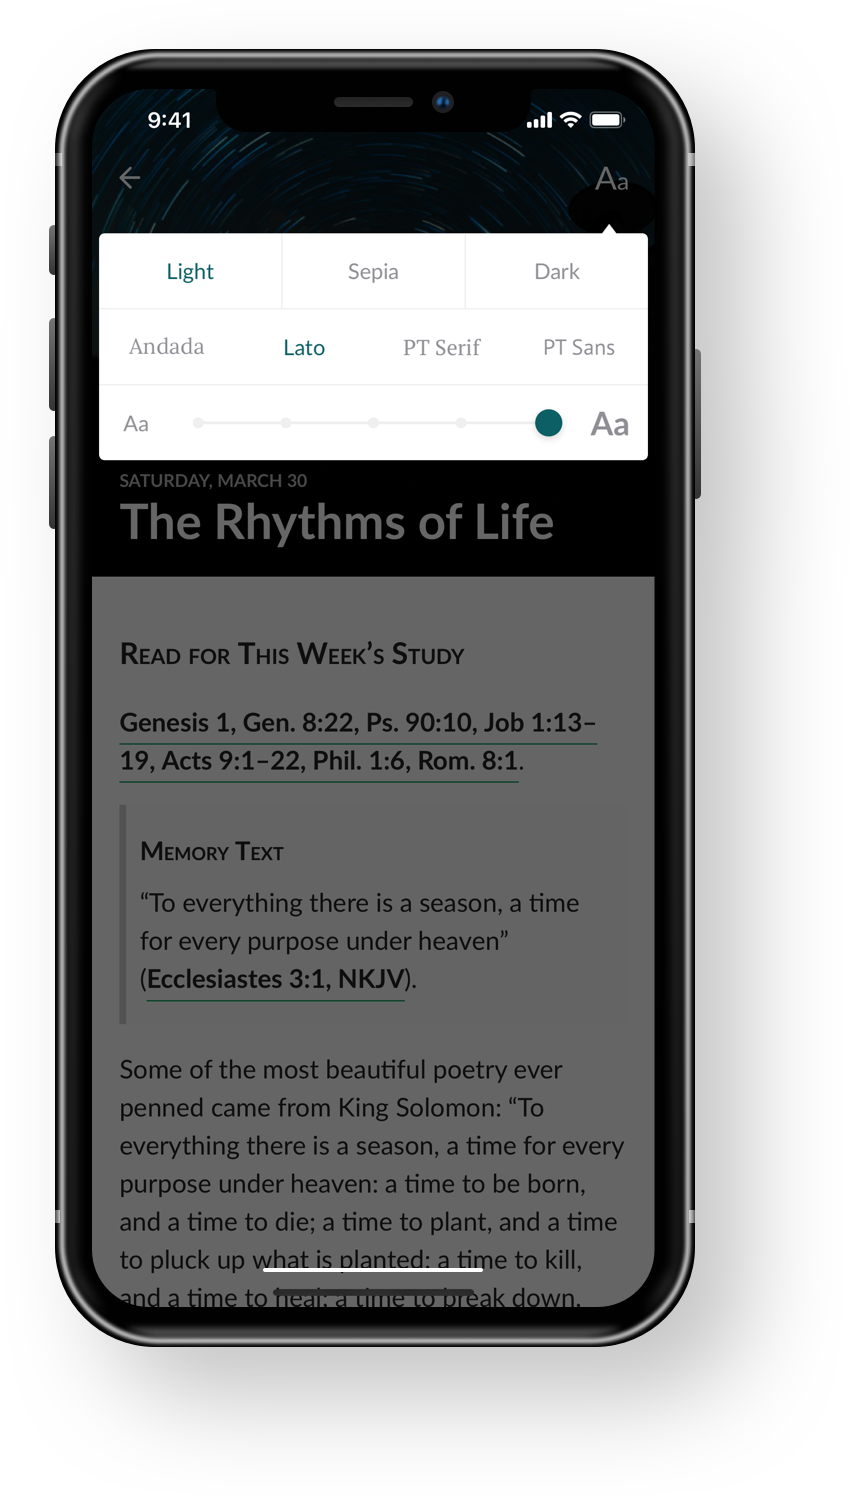 9:41
Aa
Light Sepia Dark
Andada Lato PT Serif PT Sans
Aa Aa
SATURDAY, MARCH 30
The Rhythms of Life
READ FOR THIS WEEK’S STUDY
Genesis 1, Gen. 8:22, Ps. 90:10, Job 1:13–
19, Acts 9:1–22, Phil. 1:6, Rom. 8:1.
MEMORY TEXT
“To everything there is a season, a time
for every purpose under heaven”
(Ecclesiastes 3:1, NKJV).
Some of the most beautiful poetry ever
penned came from King Solomon: “To
everything there is a season, a time for every
purpose under heaven: a time to be born,
and a time to die; a time to plant, and a time
to pluck up what is planted: a time to kill,
and a time to heal: a time to break down.